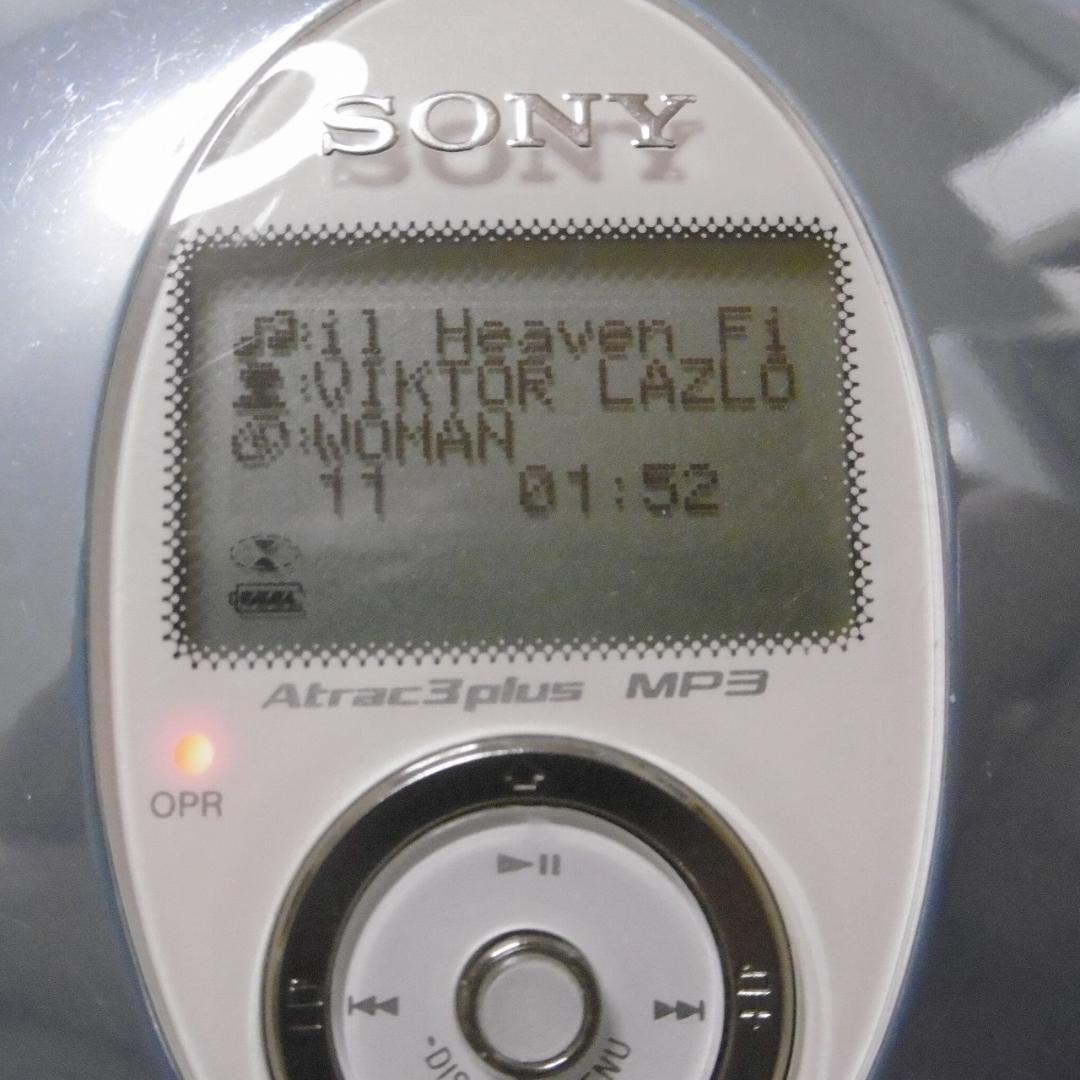 SONY
:il Heaven Fi
:VIKTOR LAZLO
:WOMAN
11 01:52
Atrac3plus MP3
OPR